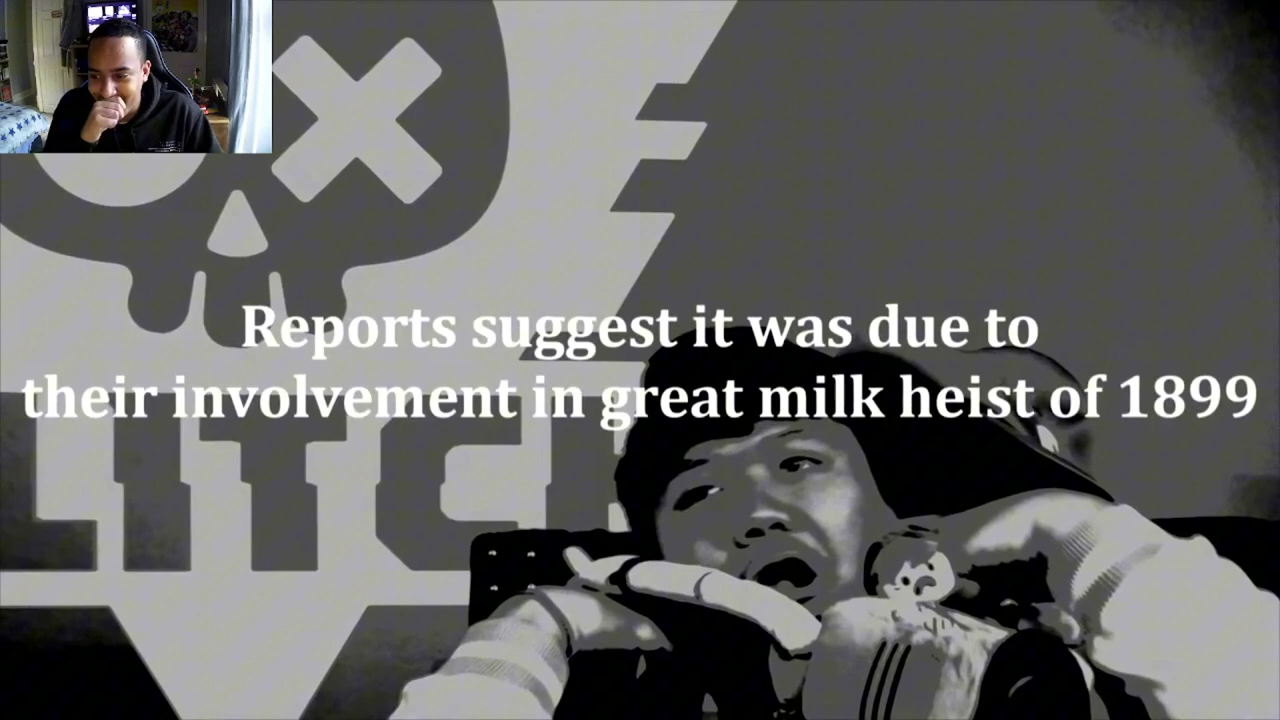 Reports suggest it was due to
their involvement in great milk heist of 1899